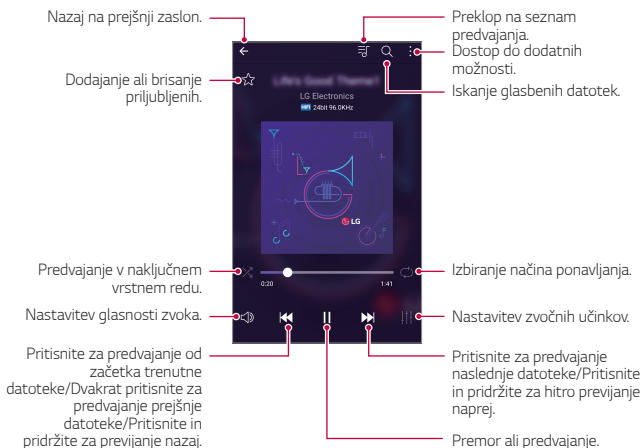 Nazaj na prejšnji zaslon.
Preklop na seznam
predvajanja.
Dostop do dodatnih
možnosti.
Iskanje glasbenih datotek.
Dodajanje ali brisanje
priljubljenih.
Life's Good Theme?
LG Electronics
HiFi 24bit 96.0KHz
LG
Predvajanje v naključnem
vrstnem redu.
Izbiranje načina ponavljanja.
0:20
1:41
Nastavitev glasnosti zvoka.
Nastavitev zvočnih učinkov.
Pritisnite za predvajanje od
začetka trenutne
datoteke/Dvakrat pritisnite za
predvajanje prejšnje
datoteke/Pritisnite in
pridržite za previjanje nazaj.
Pritisnite za predvajanje
naslednje datoteke/Pritisnite
in pridržite za hitro previjanje
naprej.
Premor ali predvajanje.